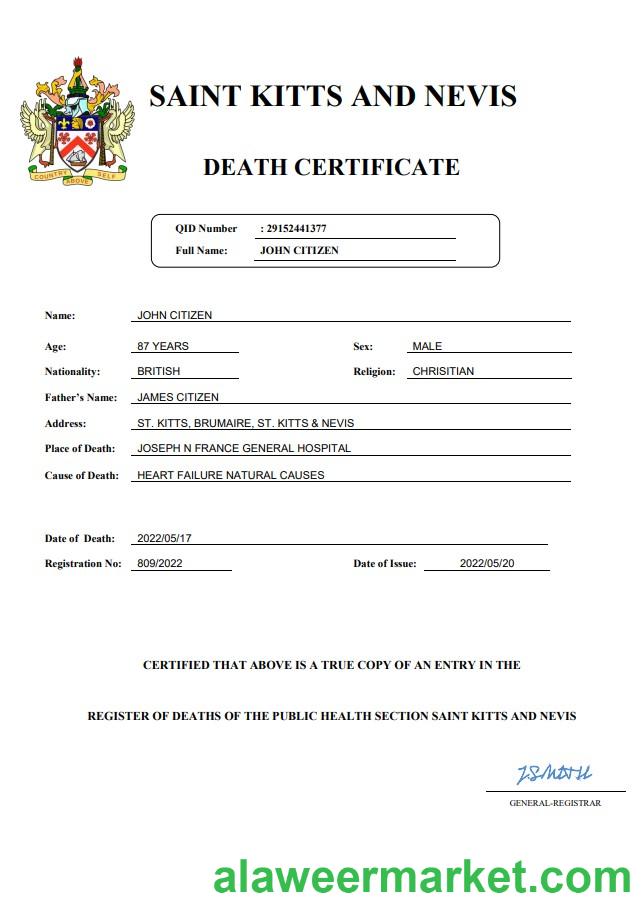 SAINT KITTS AND NEVIS
COUNTRY ABOVE SELF
DEATH CERTIFICATE
QID Number : 29152441377
Full Name: JOHN CITIZEN
Name: JOHN CITIZEN
Age: 87 YEARS Sex: MALE
Nationality: BRITISH Religion: CHRISITIAN
Father's Name: JAMES CITIZEN
Address: ST. KITTS, BRUMAIRE, ST. KITTS & NEVIS
Place of Death: JOSEPH N FRANCE GENERAL HOSPITAL
Cause of Death: HEART FAILURE NATURAL CAUSES
Date of Death: 2022/05/17
Registration No: 809/2022 Date of Issue: 2022/05/20
CERTIFIED THAT ABOVE IS A TRUE COPY OF AN ENTRY IN THE
REGISTER OF DEATHS OF THE PUBLIC HEALTH SECTION SAINT KITTS AND NEVIS
GENERAL-REGISTRAR
alaweermarket.com